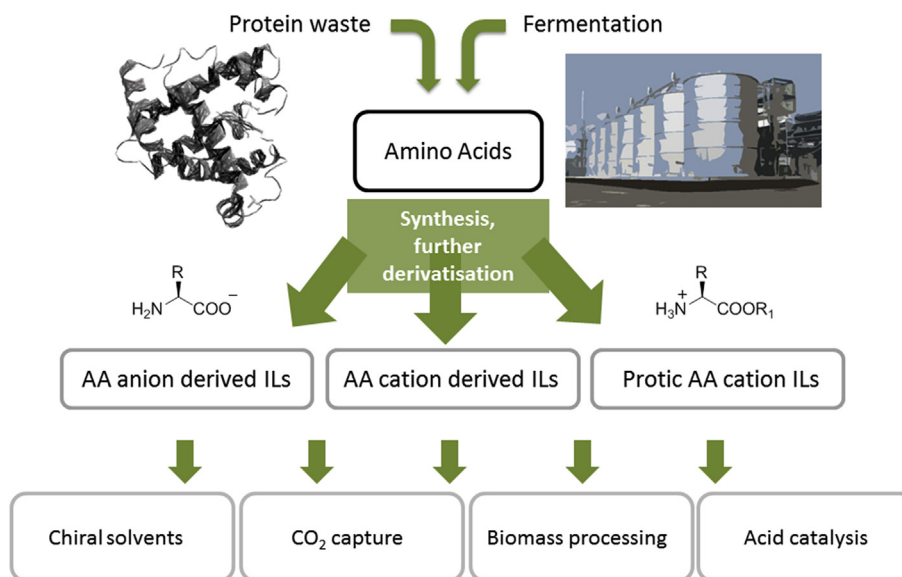 Protein waste
Fermentation
Amino Acids
Synthesis,
further
derivatisation
R
H₂N
COO⁻
R
H₃N⁺
COOR₁
AA anion derived ILs
AA cation derived ILs
Protic AA cation ILs
Chiral solvents
CO₂ capture
Biomass processing
Acid catalysis